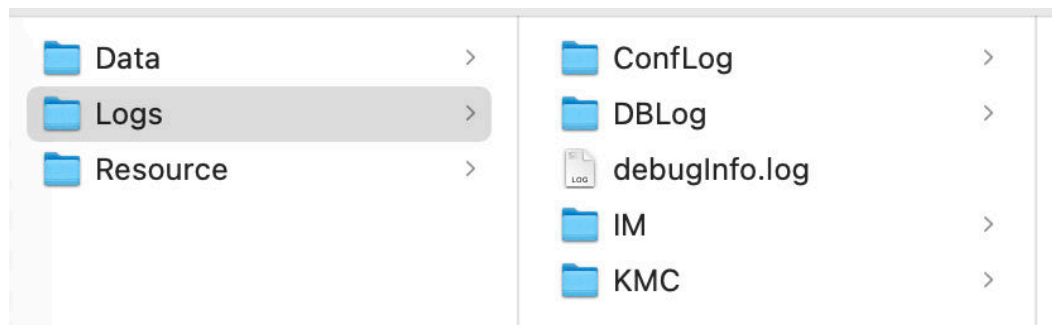 Data
Logs
Resource
ConfLog
DBLog
LOG
debugInfo.log
IM
KMC